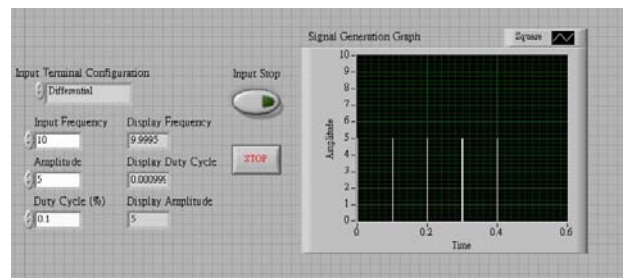 Signal Generation Graph
Square
Input Terminal Configuration
Differential
Input Stop
Input Frequency
Display Frequency
10
9.9995
Amplitude
Display Duty Cycle
5
0.000999
STOP
Duty Cycle (%)
Display Amplitude
0.1
5
Amplitude
10
9
8
7
6
5
4
3
2
1
0
0
0.2
0.4
0.6
Time